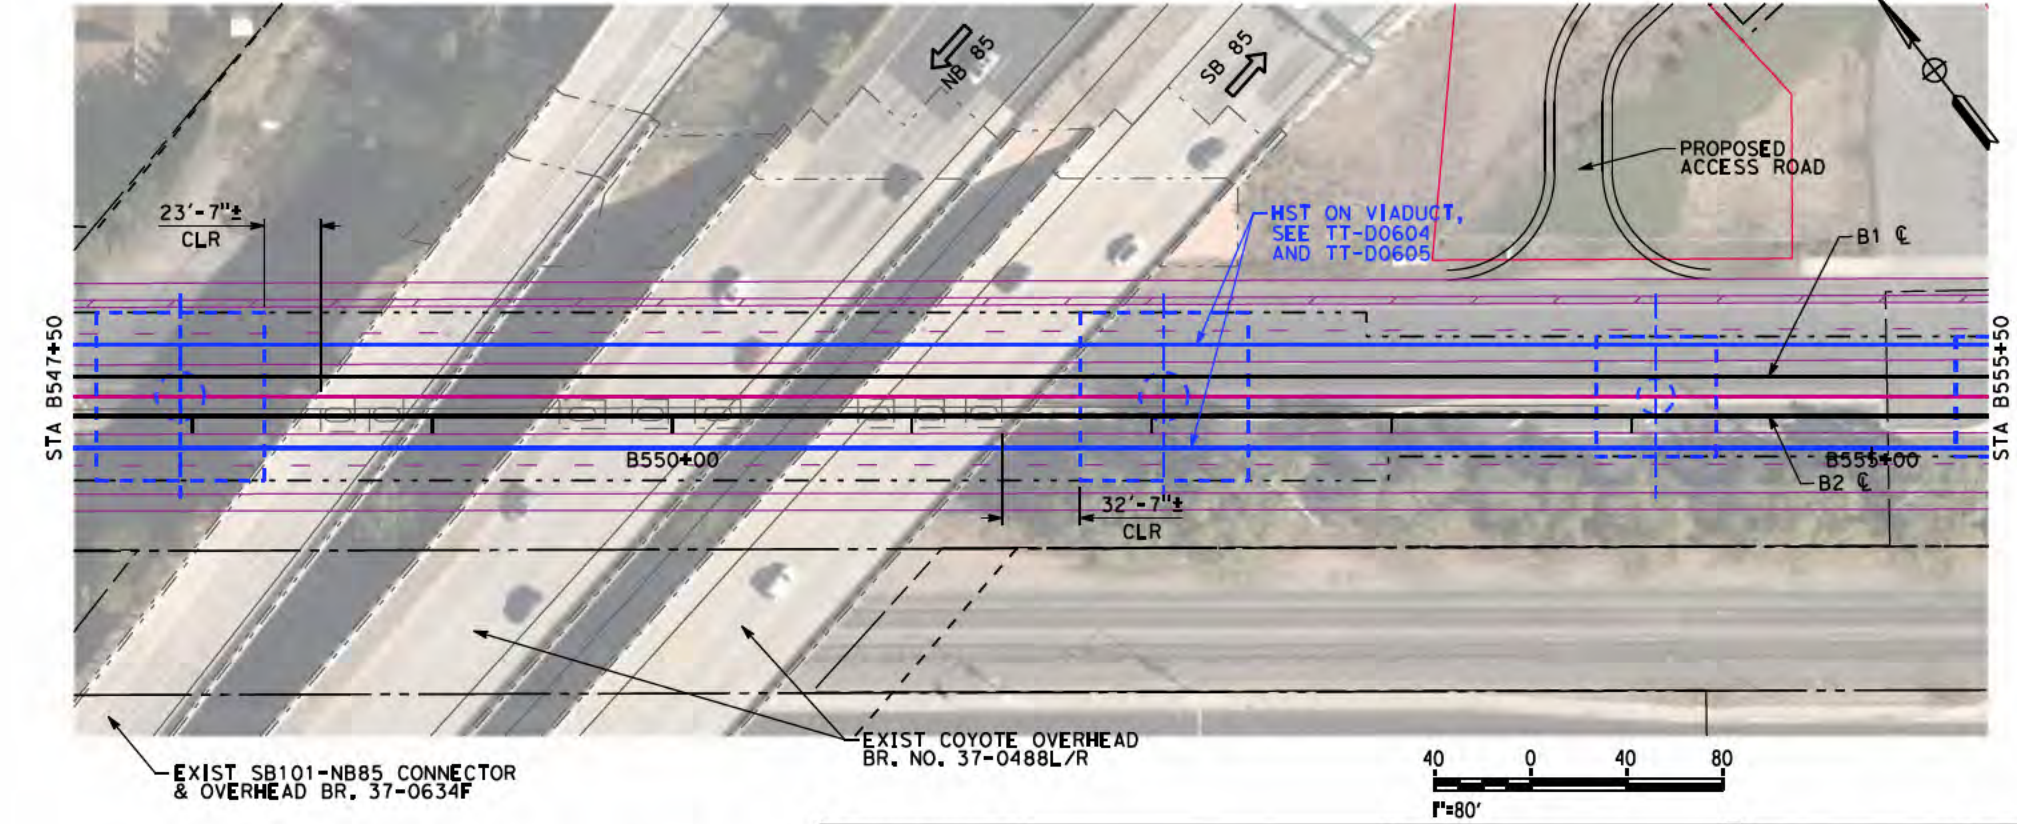 NB 85
SB 85
PROPOSED
ACCESS ROAD
23'-7"±
CLR
HST ON VIADUCT,
SEE TT-D0604
AND TT-D0605
B1 ℄
STA B547+50
STA B555+50
B550+00
B555+00
B2 ℄
32'-7"±
CLR
EXIST COYOTE OVERHEAD
BR. NO. 37-0488L/R
EXIST SB101-NB85 CONNECTOR
& OVERHEAD BR. 37-0634F
40 0 40 80
1"=80'